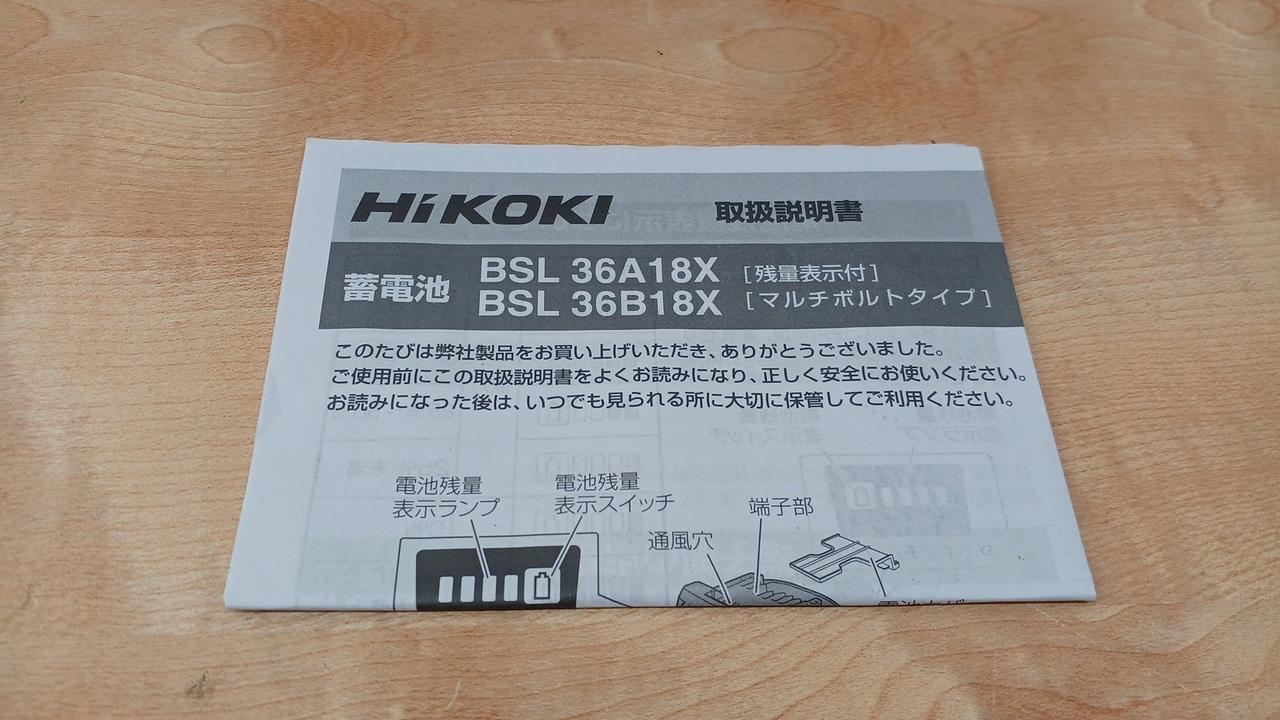 HiKOKI 取扱説明書
蓄電池 BSL 36A18X [残量表示付]
BSL 36B18X [マルチボルトタイプ]
このたびは弊社製品をお買い上げいただき、ありがとうございました。
ご使用前にこの取扱説明書をよくお読みになり、正しく安全にお使いください。
お読みになった後は、いつでも見られる所に大切に保管してご利用ください。
電池残量
表示ランプ
電池残量
表示スイッチ
端子部
通風穴